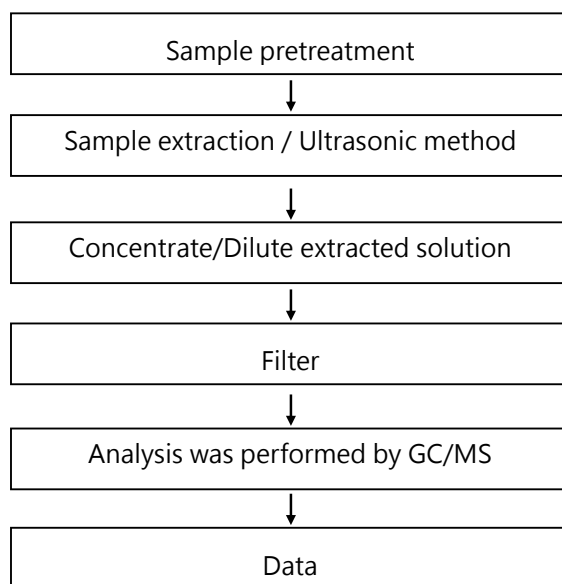 Sample pretreatment
Sample extraction / Ultrasonic method
Concentrate/Dilute extracted solution
Filter
Analysis was performed by GC/MS
Data